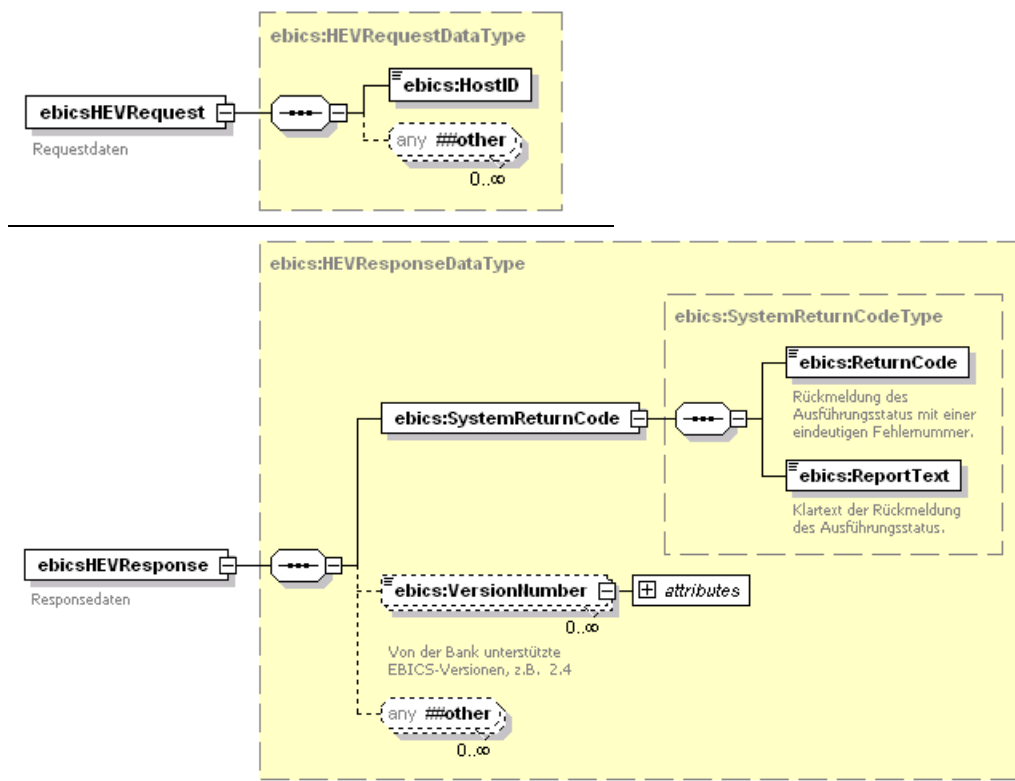 ebics:HEVRequestDataType
ebics:HostID
ebicsHEVRequest
any ##other
Requestdaten
0..∞
ebics:HEVResponseDataType
ebics:SystemReturnCodeType
ebics:ReturnCode
Rückmeldung des
Ausführungsstatus mit einer
eindeutigen Fehlernummer.
ebics:SystemReturnCode
ebics:ReportText
Klartext der Rückmeldung
des Ausführungsstatus.
ebicsHEVResponse
Responsedaten
ebics:VersionNumber
attributes
0..∞
Von der Bank unterstützte
EBICS-Versionen, z.B. 2.4
any ##other
0..∞